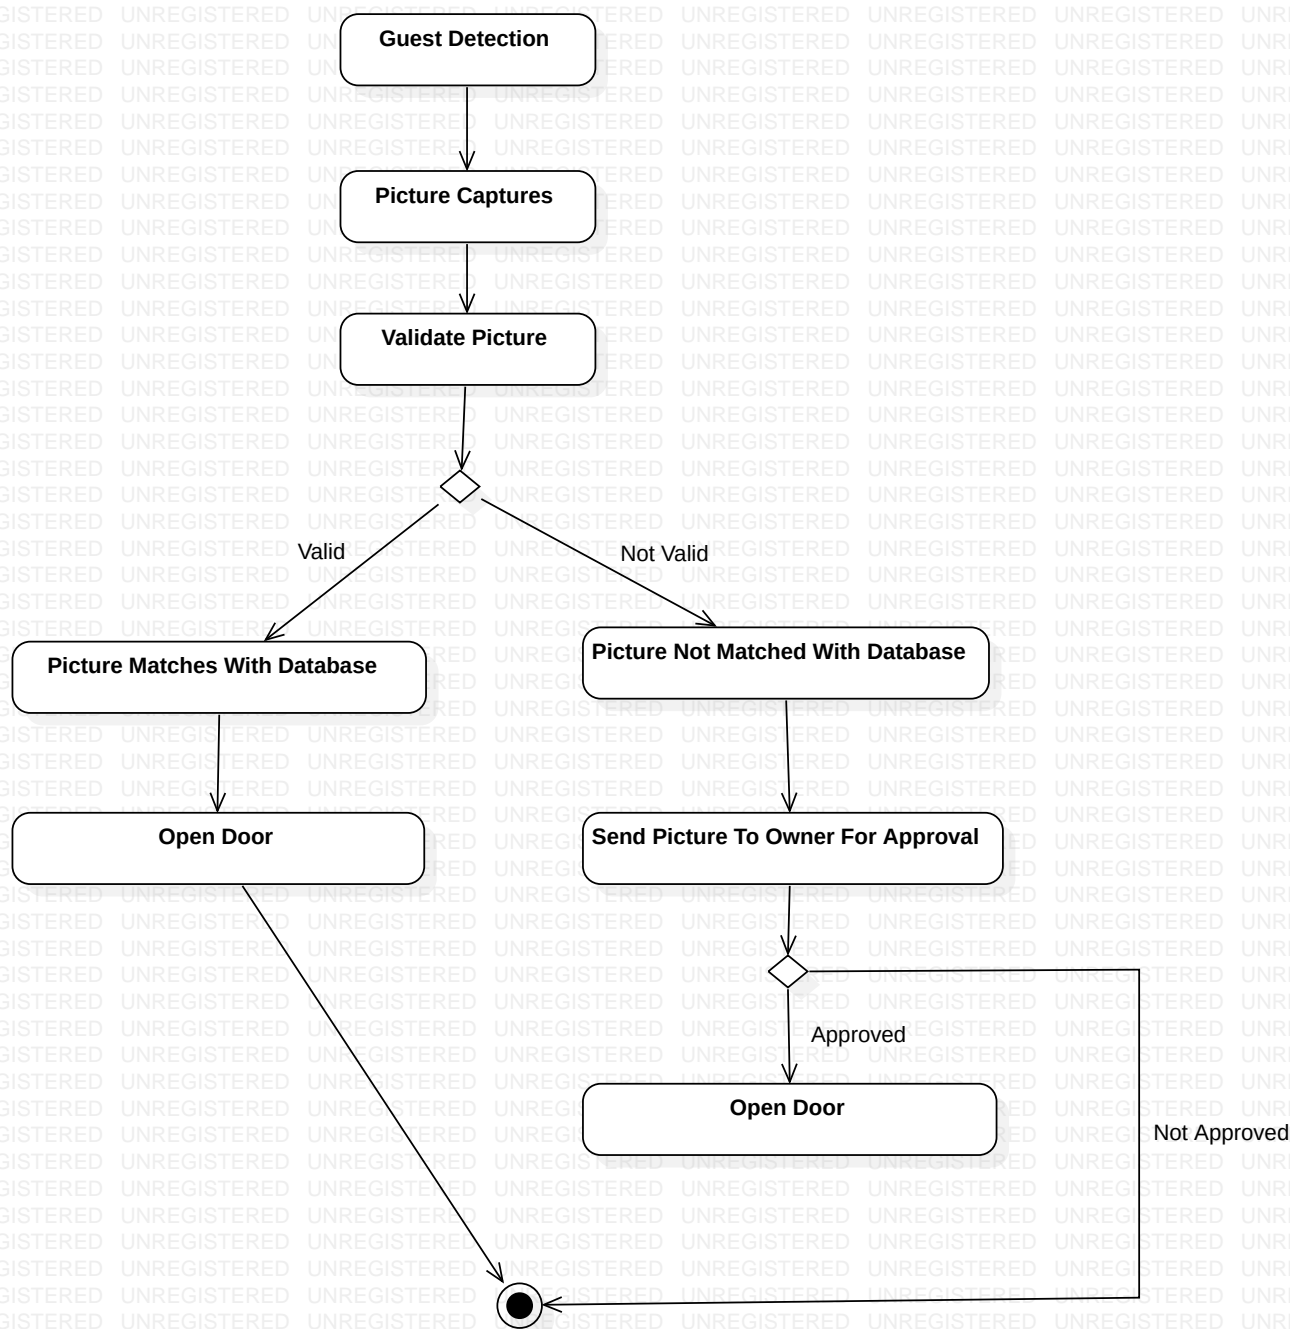 Guest Detection
Picture Captures
Validate Picture
Valid
Not Valid
Picture Matches With Database
Picture Not Matched With Database
Open Door
Send Picture To Owner For Approval
Approved
Open Door
Not Approved
UNREGISTERED